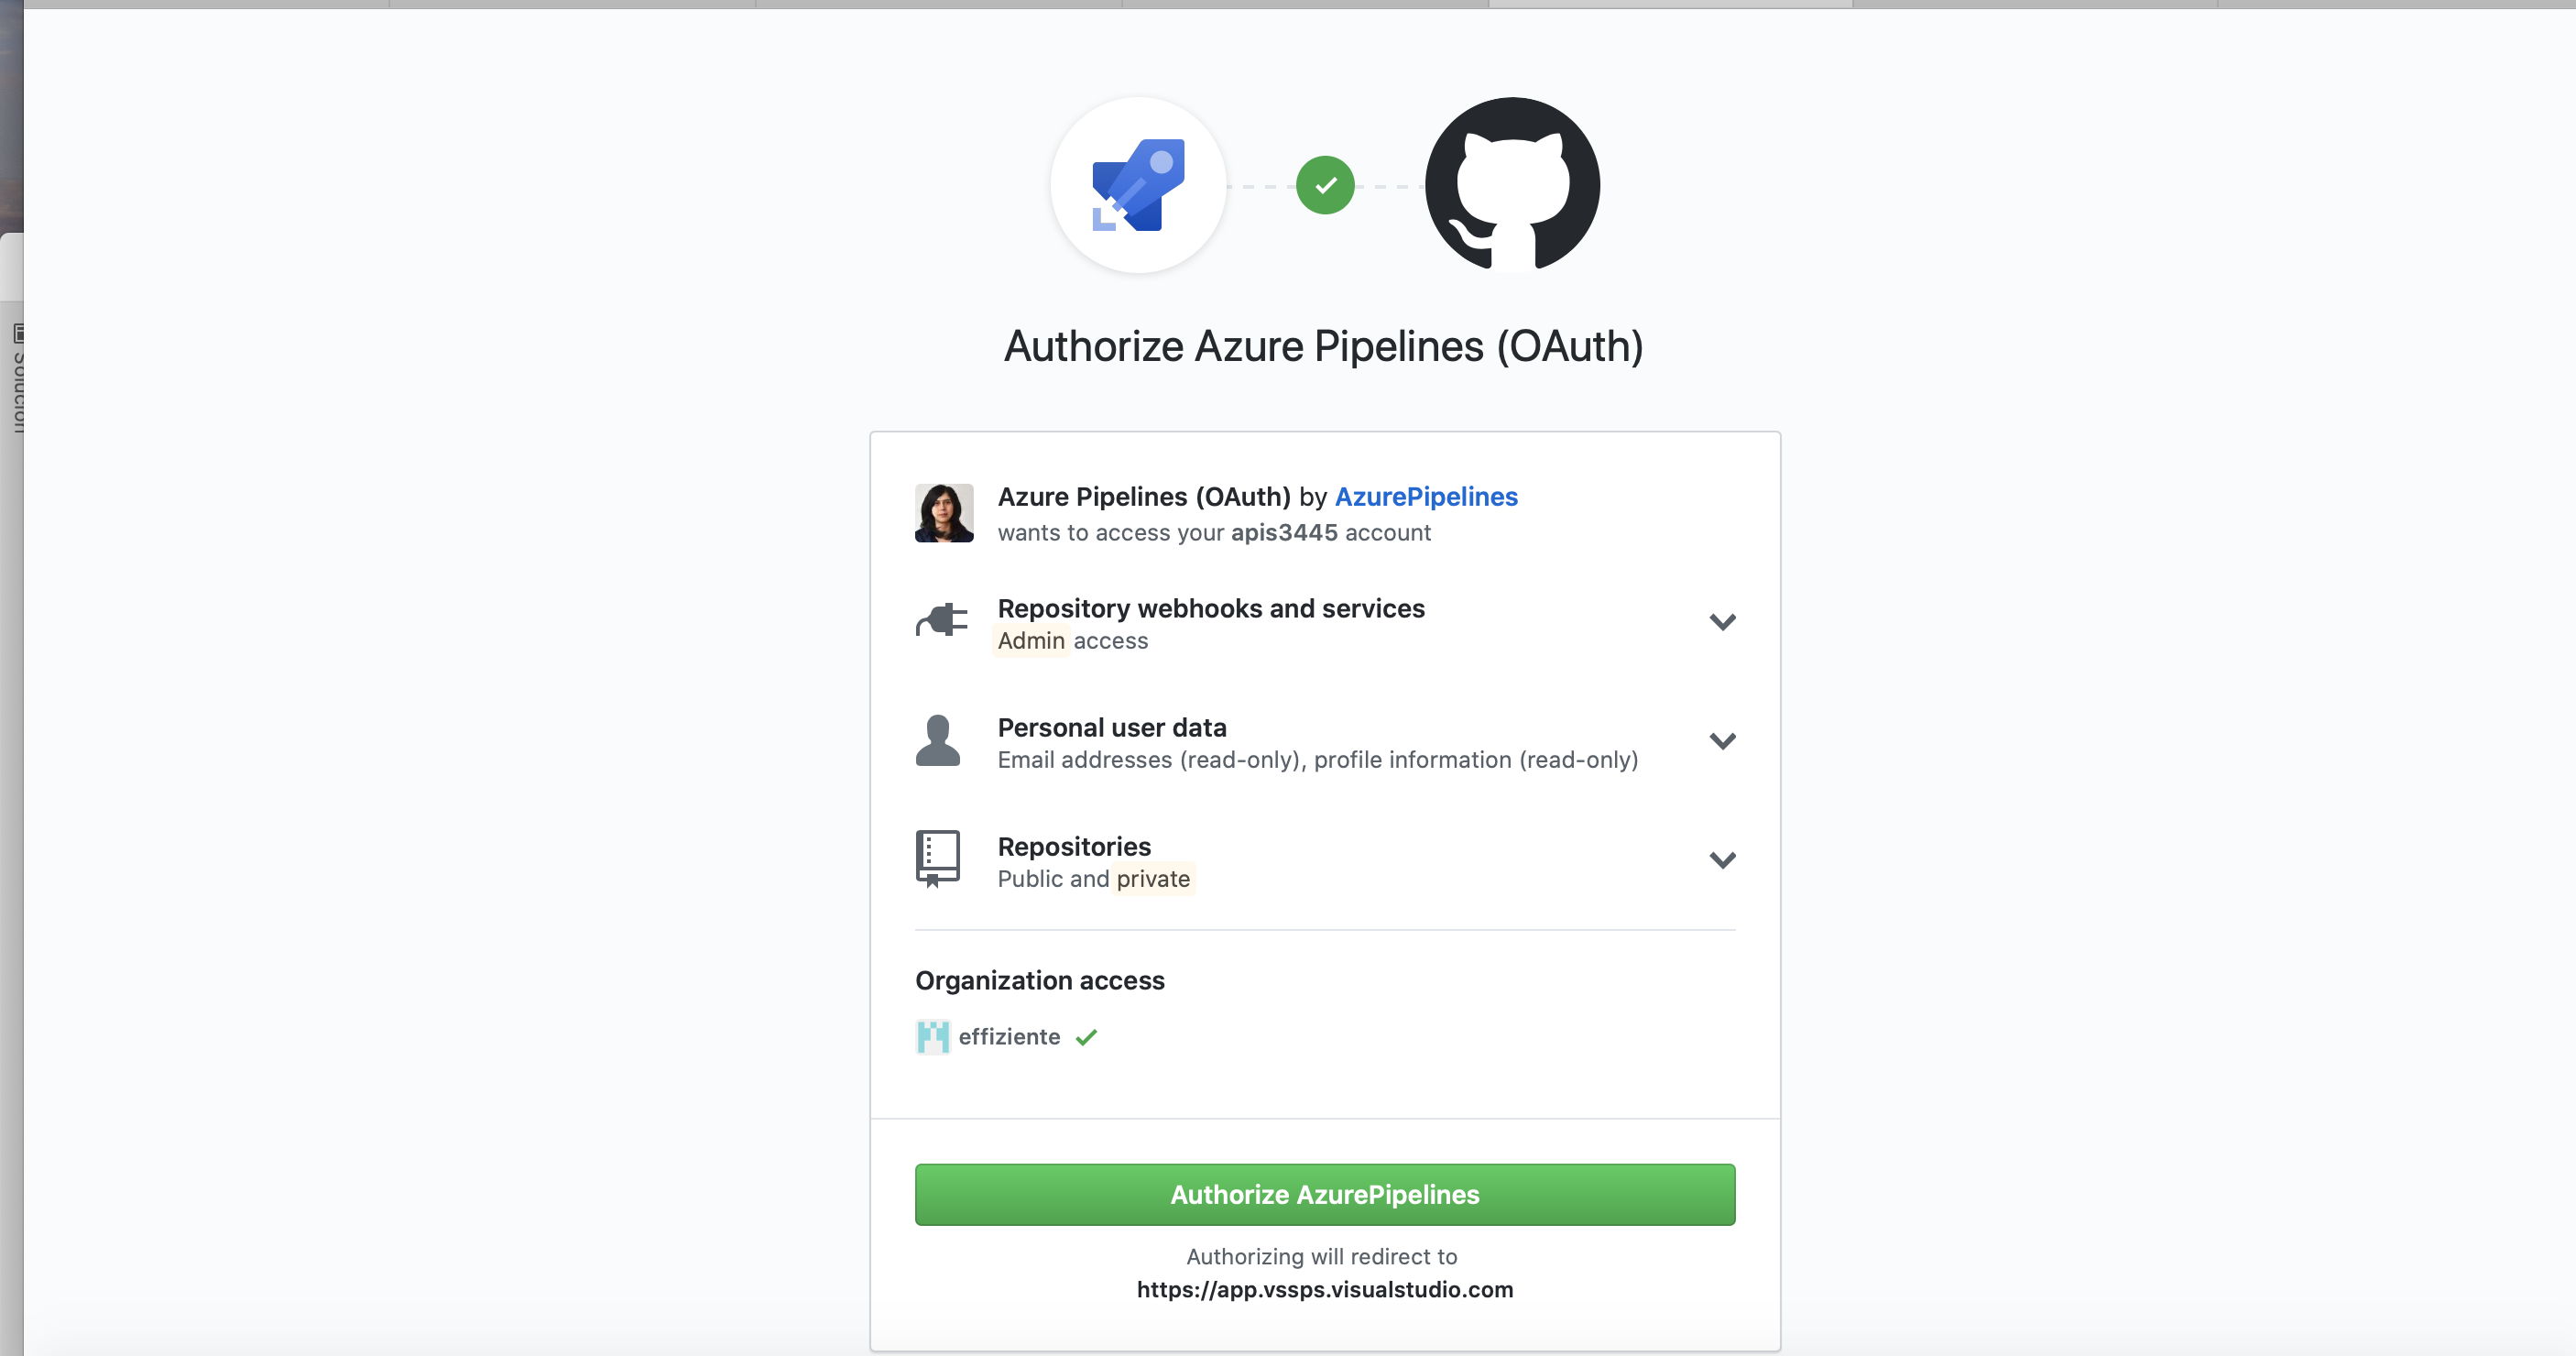 Solución
Authorize Azure Pipelines (OAuth)
Azure Pipelines (OAuth) by AzurePipelines
wants to access your apis3445 account
Repository webhooks and services
Admin access
Personal user data
Email addresses (read-only), profile information (read-only)
Repositories
Public and private
Organization access
effiziente
Authorize AzurePipelines
Authorizing will redirect to
https://app.vssps.visualstudio.com